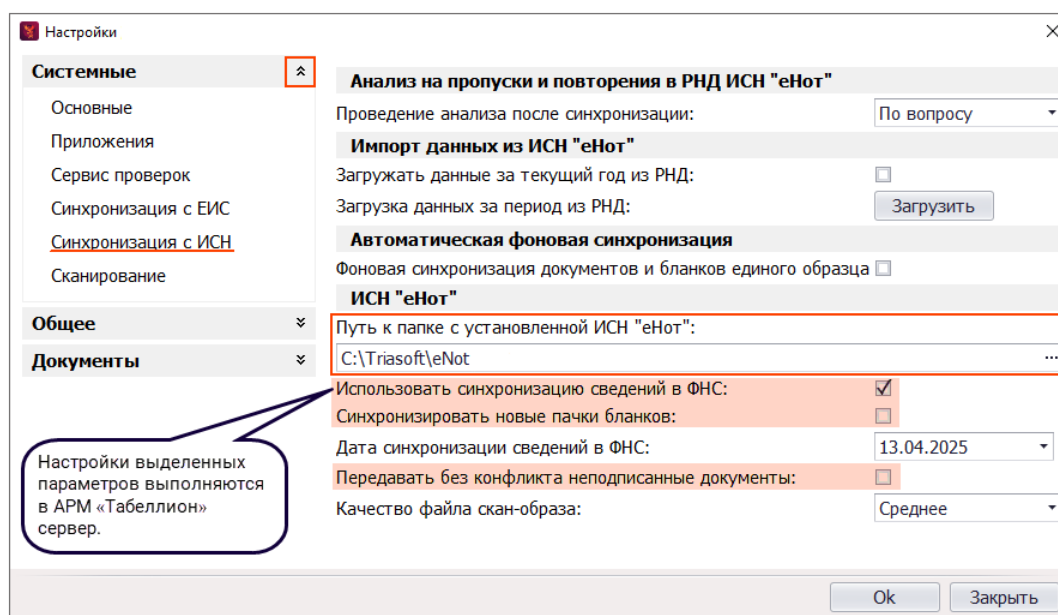 Настройки
Системные
Основные
Приложения
Сервис проверок
Синхронизация с ЕИС
Синхронизация с ИСН
Сканирование
Общее
Документы
Настройки выделенных
параметров выполняются
в АРМ «Табеллион»
сервер.
Анализ на пропуски и повторения в РНД ИСН "еНот"
Проведение анализа после синхронизации: По вопросу
Импорт данных из ИСН "еНот"
Загружать данные за текущий год из РНД:
Загрузка данных за период из РНД: Загрузить
Автоматическая фоновая синхронизация
Фоновая синхронизация документов и бланков единого образца
ИСН "еНот"
Путь к папке с установленной ИСН "еНот":
C:\Triasoft\eNot ...
Использовать синхронизацию сведений в ФНС:
Синхронизировать новые пачки бланков:
Дата синхронизации сведений в ФНС: 13.04.2025
Передавать без конфликта неподписанные документы:
Качество файла скан-образа: Среднее
Ok Закрыть